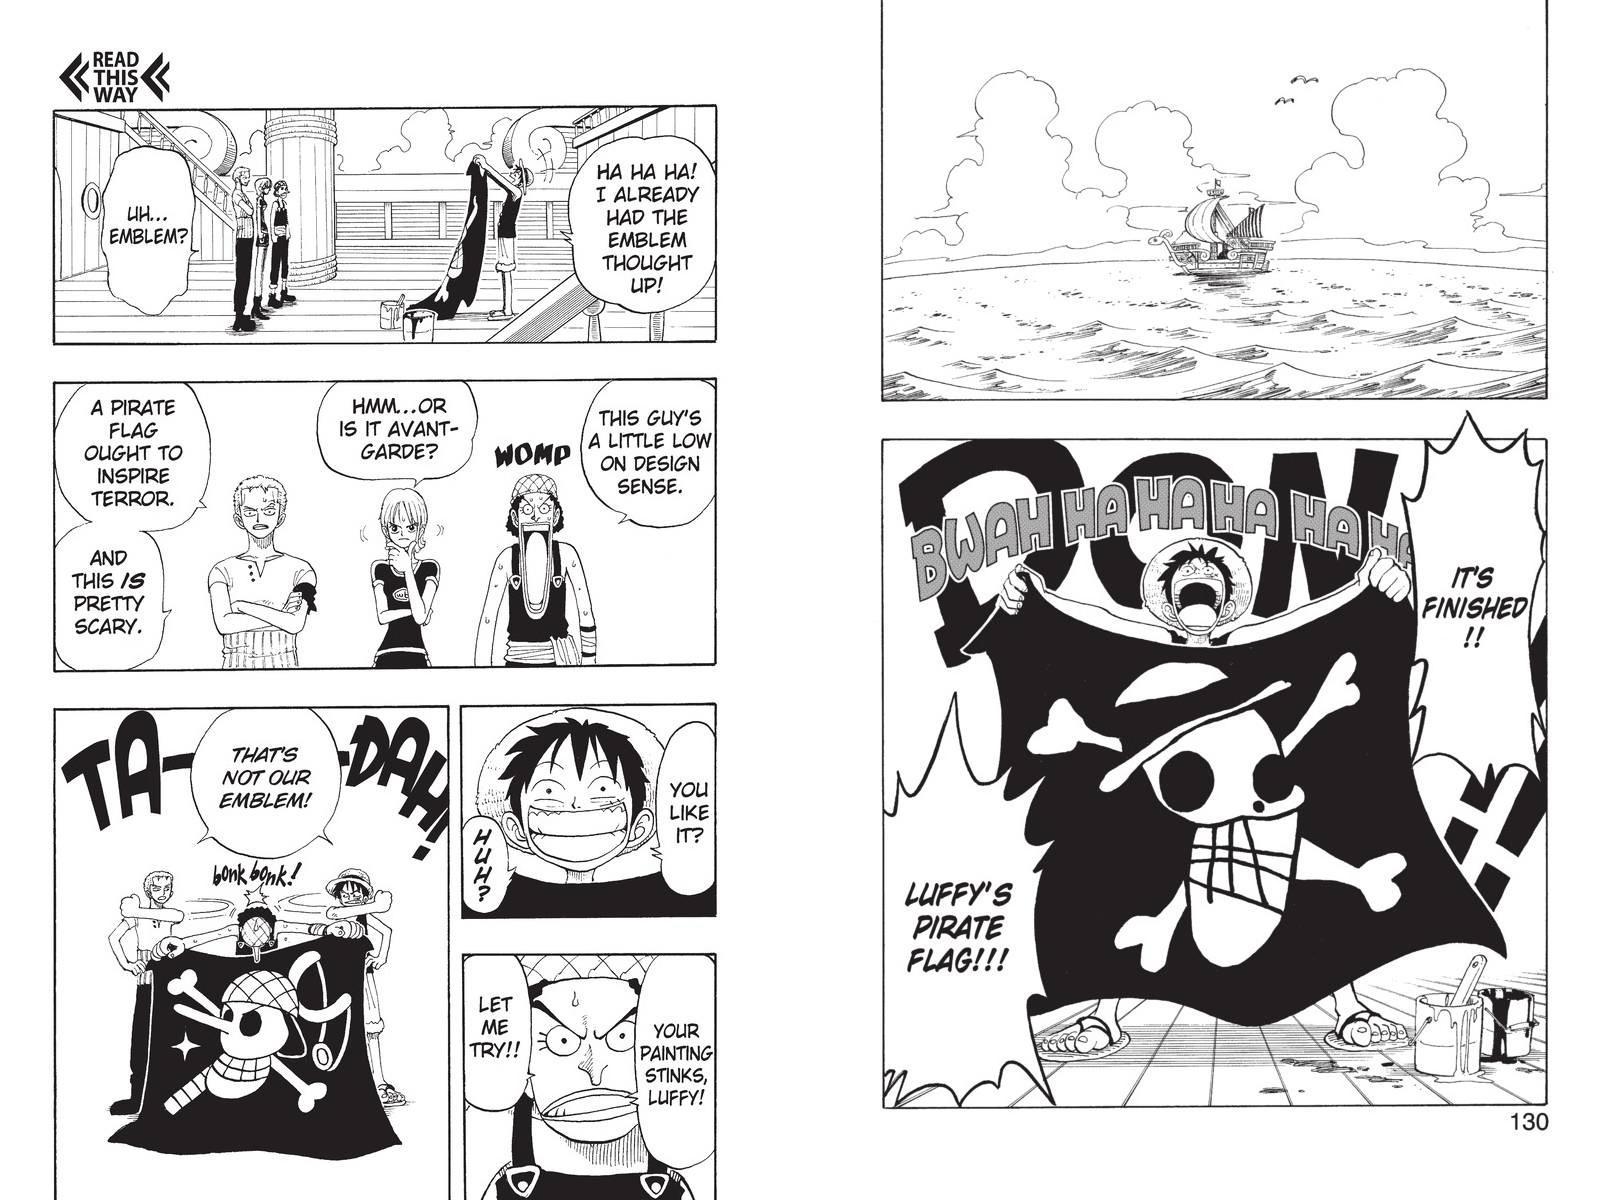 DON
BWAH HA HA HA HA HA HA
IT'S
FINISHED
!!
LUFFY'S
PIRATE
FLAG!!!
130
READ
THIS
WAY
HA HA HA!
I ALREADY
HAD THE
EMBLEM
THOUGHT
UP!
UH...
EMBLEM?
THIS GUY'S
A LITTLE LOW
ON DESIGN
SENSE.
WOMP
HMM...OR
IS IT AVANT-
GARDE?
A PIRATE
FLAG
OUGHT TO
INSPIRE
TERROR.
AND
THIS IS
PRETTY
SCARY.
YOU
LIKE
IT?
HUH?
YOUR
PAINTING
STINKS,
LUFFY!
LET
ME
TRY!!
TA-
-DAH!
THAT'S
NOT OUR
EMBLEM!
bonk bonk!